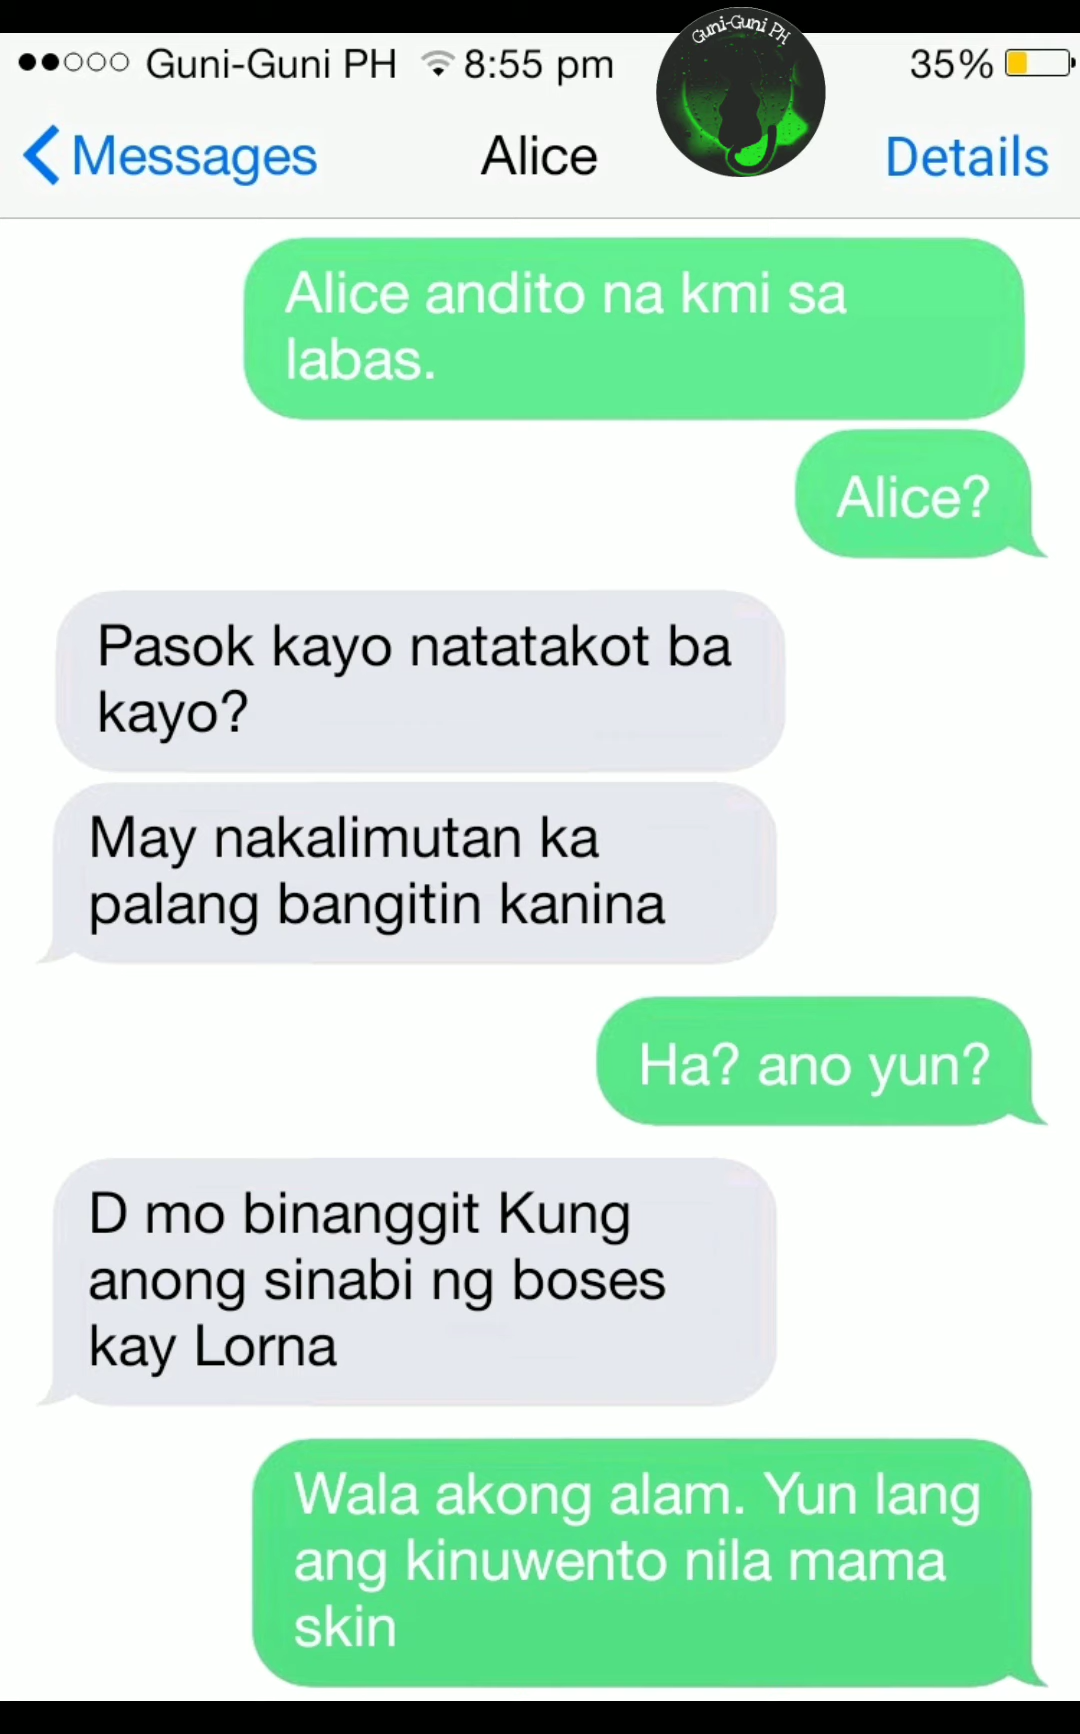 Guni-Guni PH
Guni-Guni PH 8:55 pm
35%
Messages
Alice
Details
Alice andito na kmi sa
labas.
Alice?
Pasok kayo natatakot ba
kayo?
May nakalimutan ka
palang bangitin kanina
Ha? ano yun?
D mo binanggit Kung
anong sinabi ng boses
kay Lorna
Wala akong alam. Yun lang
ang kinuwento nila mama
skin